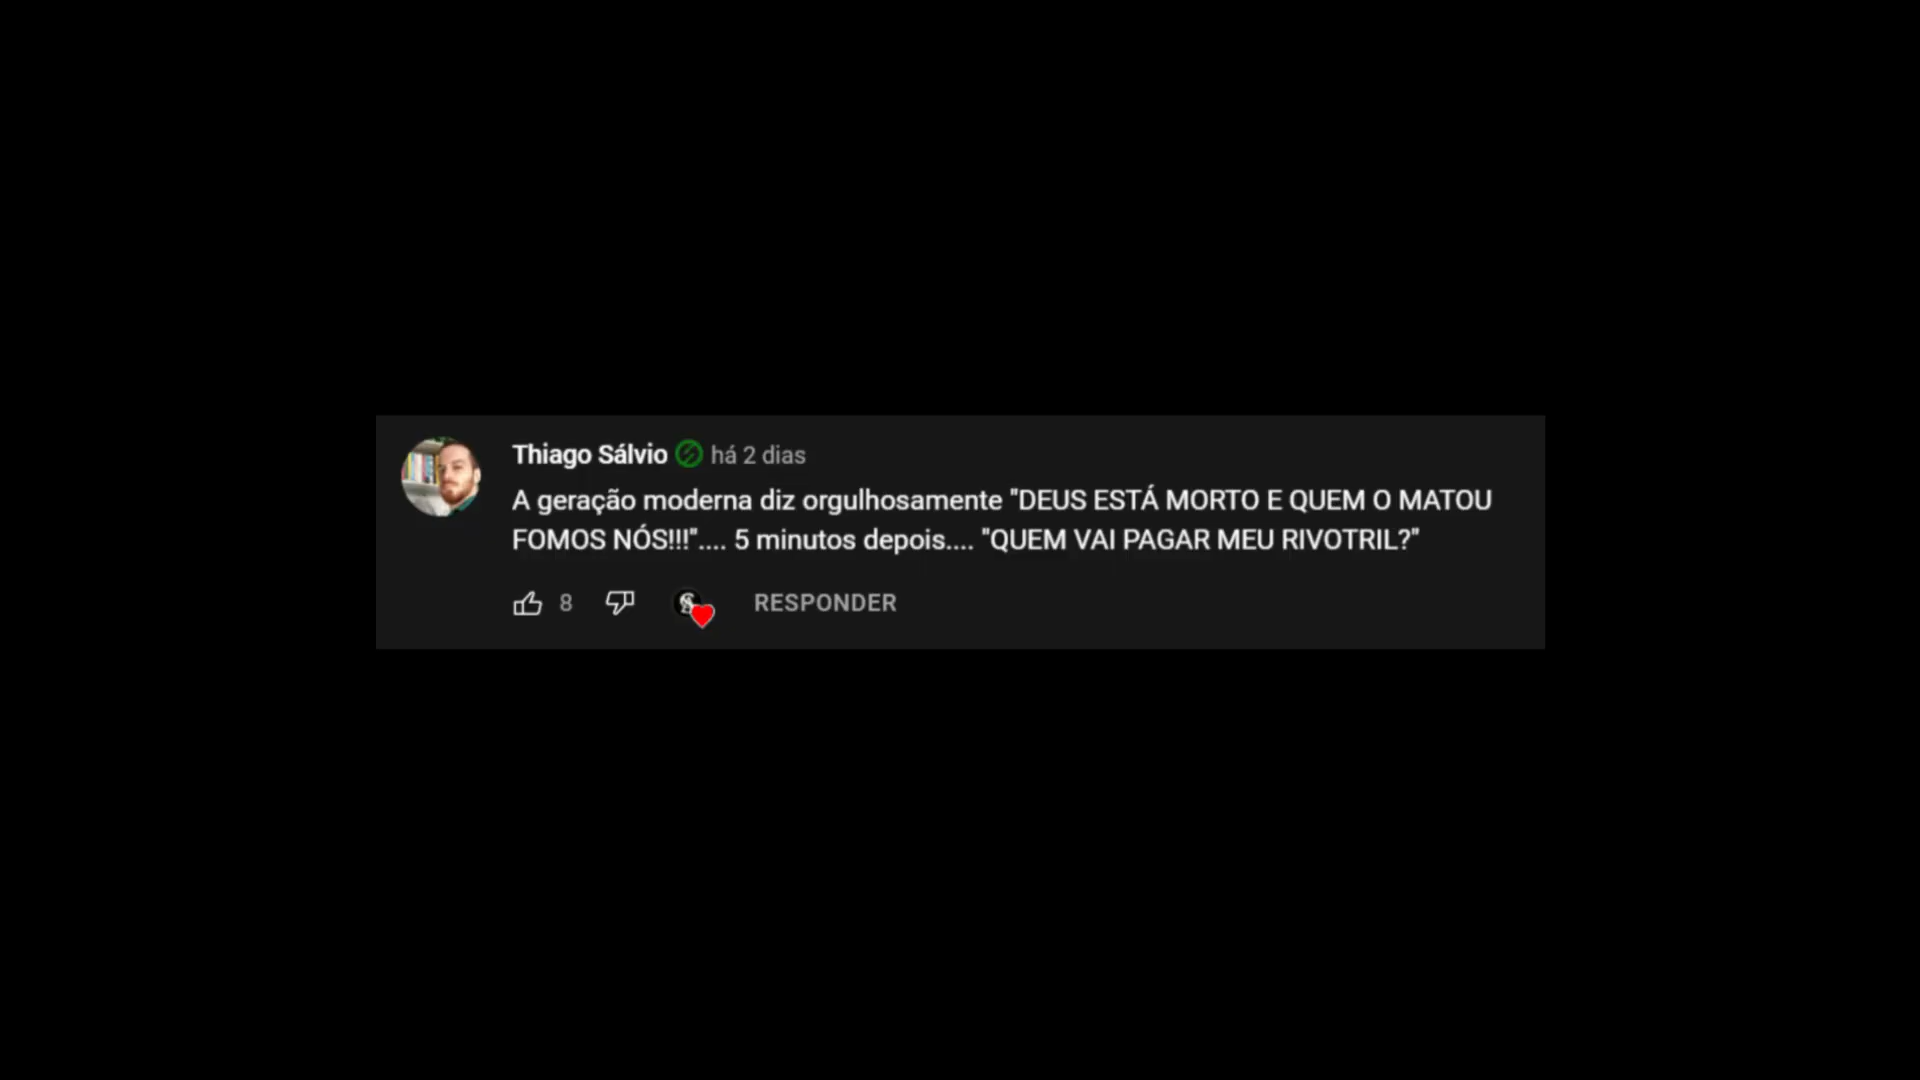 Thiago Sálvio há 2 dias
A geração moderna diz orgulhosamente "DEUS ESTÁ MORTO E QUEM O MATOU
FOMOS NÓS!!!".... 5 minutos depois.... "QUEM VAI PAGAR MEU RIVOTRIL?"
8 RESPONDER